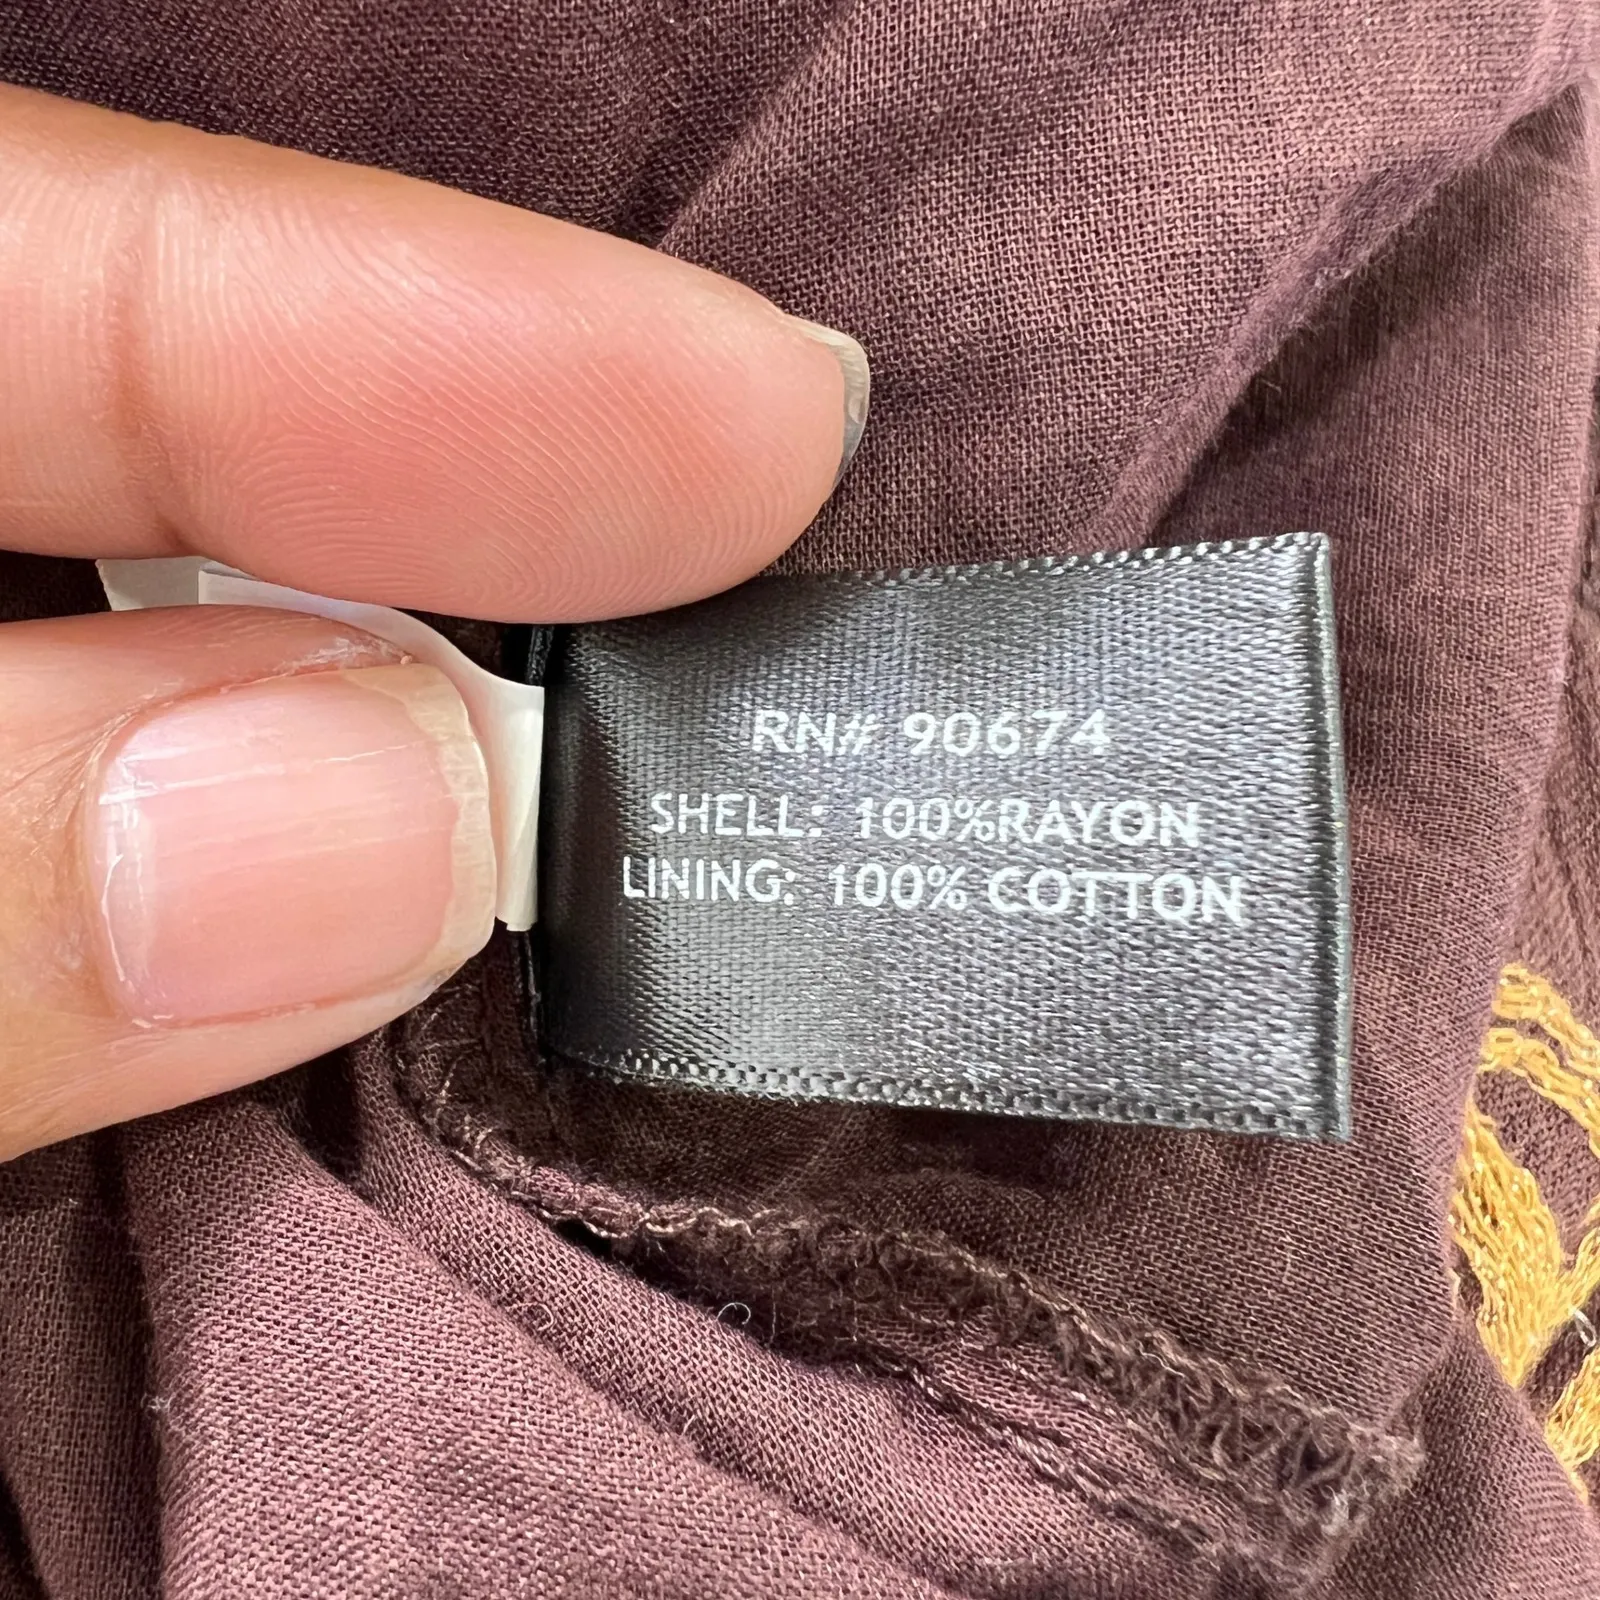 RN# 90674
SHELL: 100%RAYON
LINING: 100% COTTON